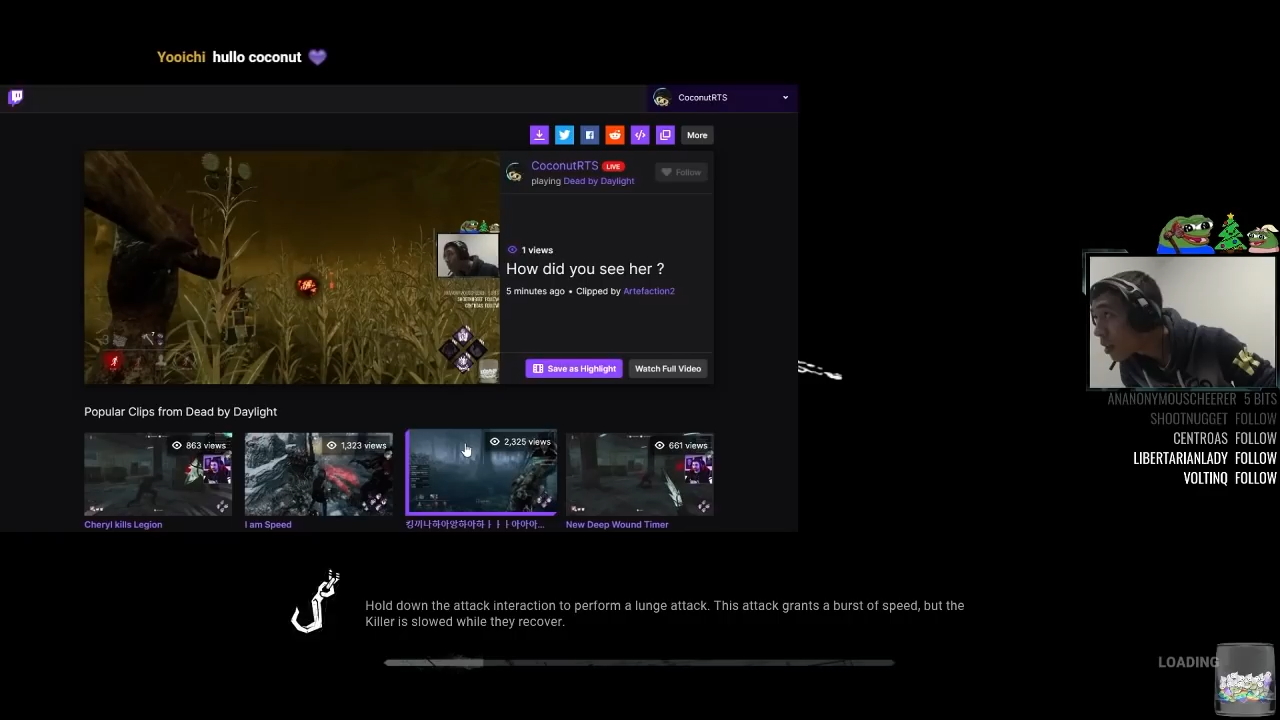 Yooichi hullo coconut
CoconutRTS
More
CoconutRTS LIVE
playing Dead by Daylight
Follow
1 views
How did you see her ?
5 minutes ago • Clipped by Artefaction2
Save as Highlight
Watch Full Video
Popular Clips from Dead by Daylight
863 views
1,323 views
2,325 views
661 views
Cheryl kills Legion
I am Speed
New Deep Wound Timer
ANANONYMOUSCHEERER 5 BITS
SHOOTNUGGET FOLLOW
CENTROAS FOLLOW
LIBERTARIANLADY FOLLOW
VOLTINQ FOLLOW
Hold down the attack interaction to perform a lunge attack. This attack grants a burst of speed, but the
Killer is slowed while they recover.
LOADING